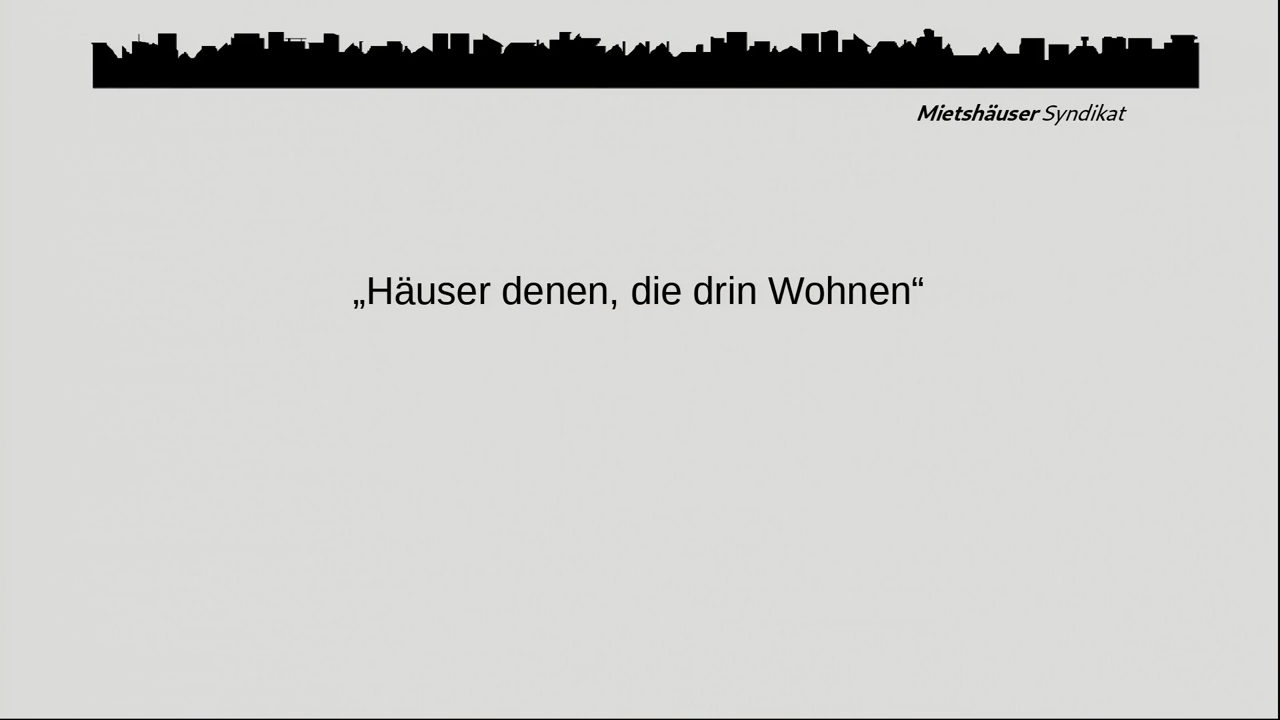 Mietshäuser Syndikat
„Häuser denen, die drin Wohnen“